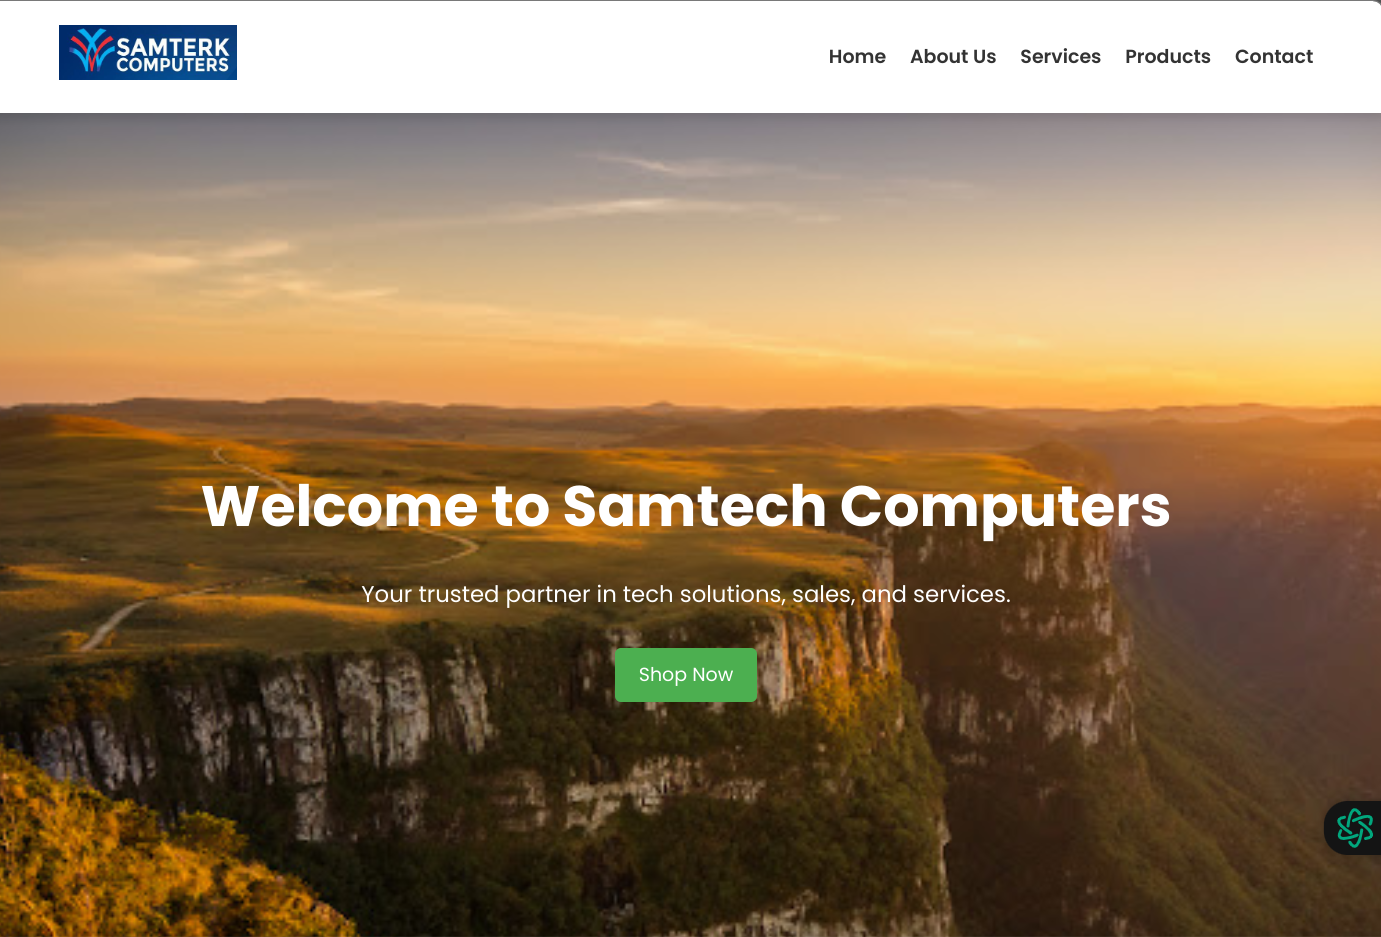 SAMTERK
COMPUTERS
Home About Us Services Products Contact
Welcome to Samtech Computers
Your trusted partner in tech solutions, sales, and services.
Shop Now